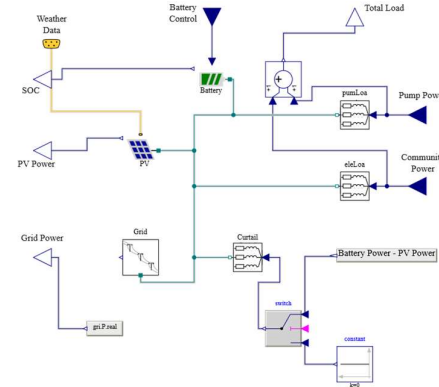 Weather
Data
Battery
Control
Total Load
SOC
Battery
pumLoa
Pump Pow
PV Power
PV
eleLoa
Communit
Power
Grid Power
Grid
Curtail
Battery Power - PV Power
switch
gri.P.real
constant
k=0